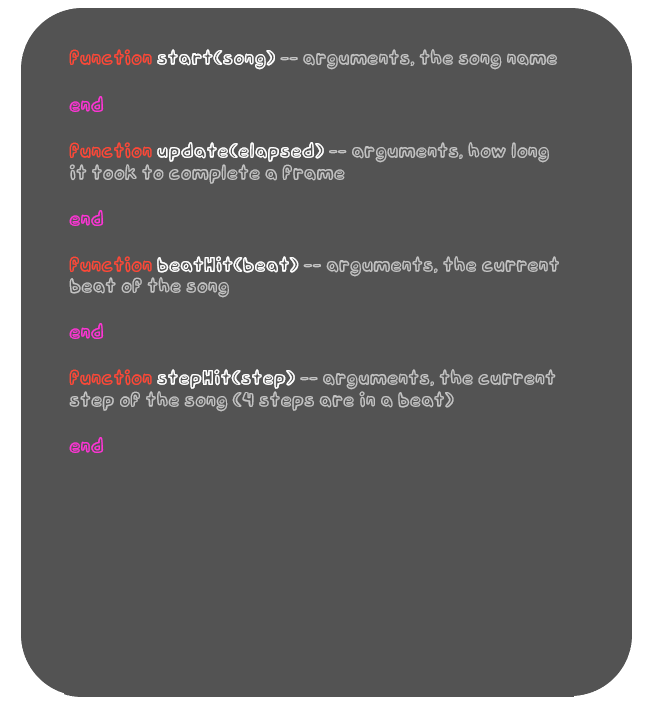 function start(song) -- arguments, the song name
end
function update(elapsed) -- arguments, how long
it took to complete a frame
end
function beatHit(beat) -- arguments, the current
beat of the song
end
function stepHit(step) -- arguments, the current
step of the song (4 steps are in a beat)
end